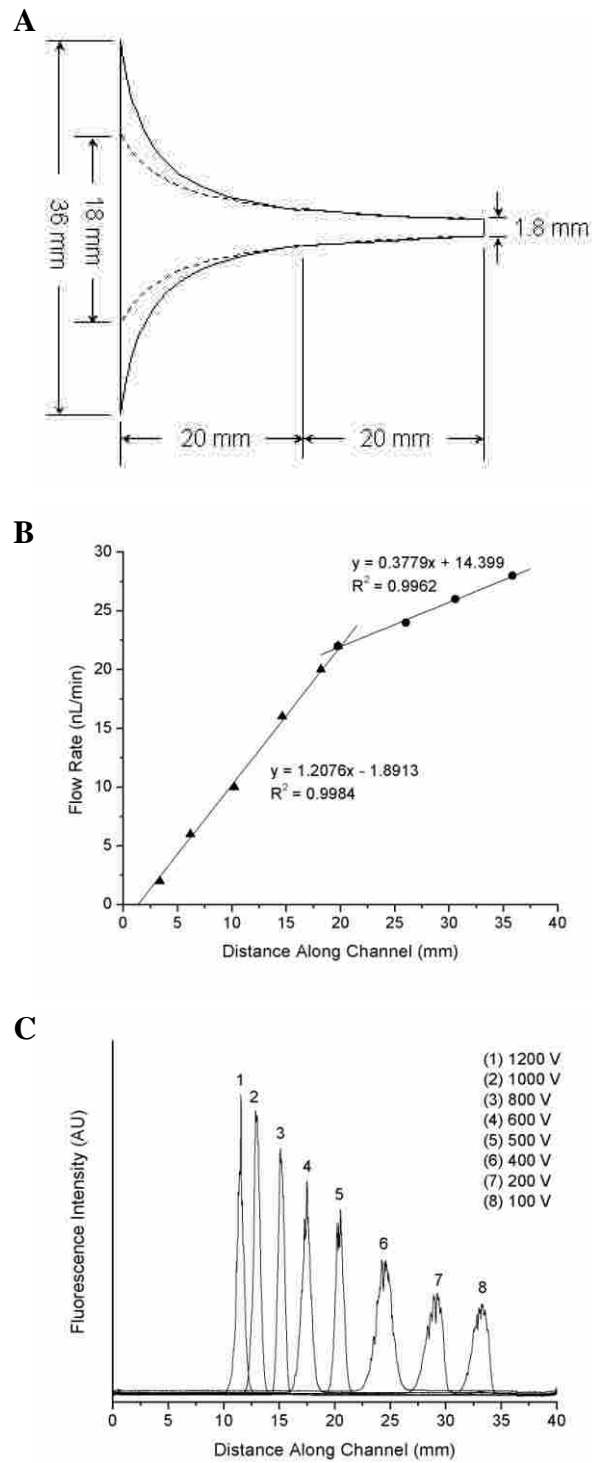 A
36 mm
18 mm
1.8 mm
20 mm
20 mm
B
30
25
20
15
10
5
0
Flow Rate (nL/min)
y = 0.3779x + 14.399
R² = 0.9962
y = 1.2076x - 1.8913
R² = 0.9984
0 5 10 15 20 25 30 35 40
Distance Along Channel (mm)
C
Fluorescence Intensity (AU)
1
2
3
4
5
6
7
8
(1) 1200 V
(2) 1000 V
(3) 800 V
(4) 600 V
(5) 500 V
(6) 400 V
(7) 200 V
(8) 100 V
0 5 10 15 20 25 30 35 40
Distance Along Channel (mm)